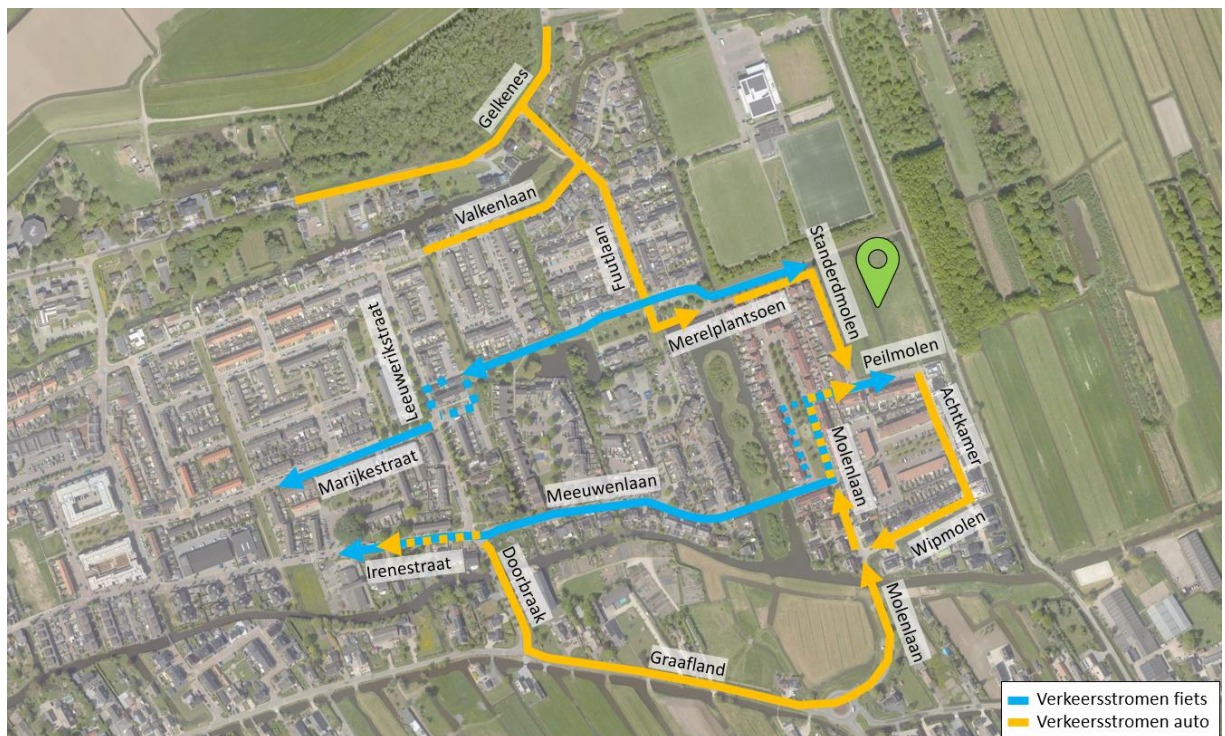 Gelkenes
Valkenlaan
Fuutlaan
Standerdmolen
Merelplantsoen
Leeuwerikstraat
Peilmolen
Achtkamer
Marijkestraat
Molenlaan
Meeuwenlaan
Wipmolen
Irenestraat
Doorbraak
Molenlaan
Graafland
Verkeersstromen fiets
Verkeersstromen auto